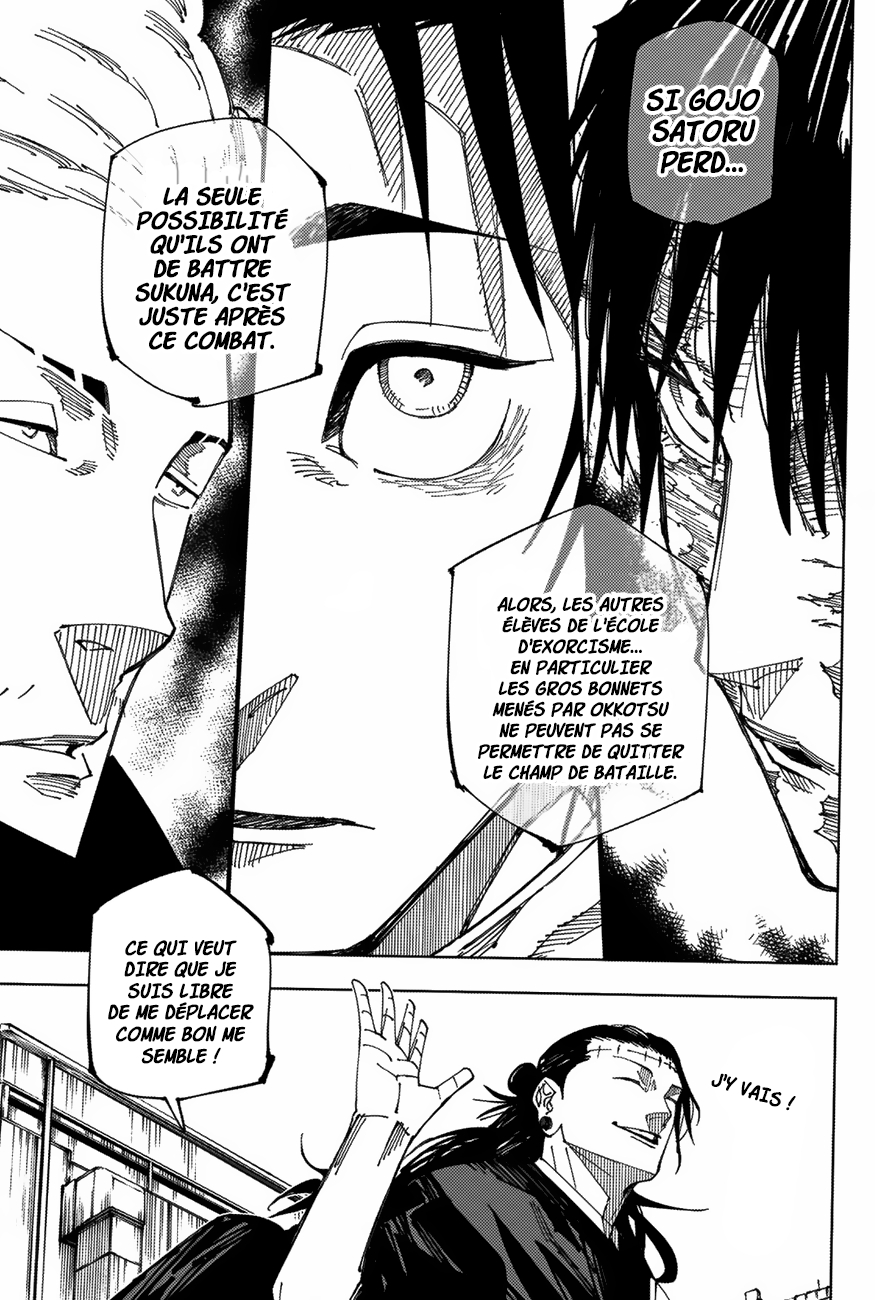 SI GOJO
SATORU
PERD...
LA SEULE
POSSIBILITÉ
QU'ILS ONT
DE BATTRE
SUKUNA, C'EST
JUSTE APRÈS
CE COMBAT.
ALORS, LES AUTRES
ÉLÈVES DE L'ÉCOLE
D'EXORCISME...
EN PARTICULIER
LES GROS BONNETS
MENÉS PAR OKKOTSU
NE PEUVENT PAS SE
PERMETTRE DE QUITTER
LE CHAMP DE BATAILLE.
CE QUI VEUT
DIRE QUE JE
SUIS LIBRE
DE ME DÉPLACER
COMME BON ME
SEMBLE !
J'Y VAIS !